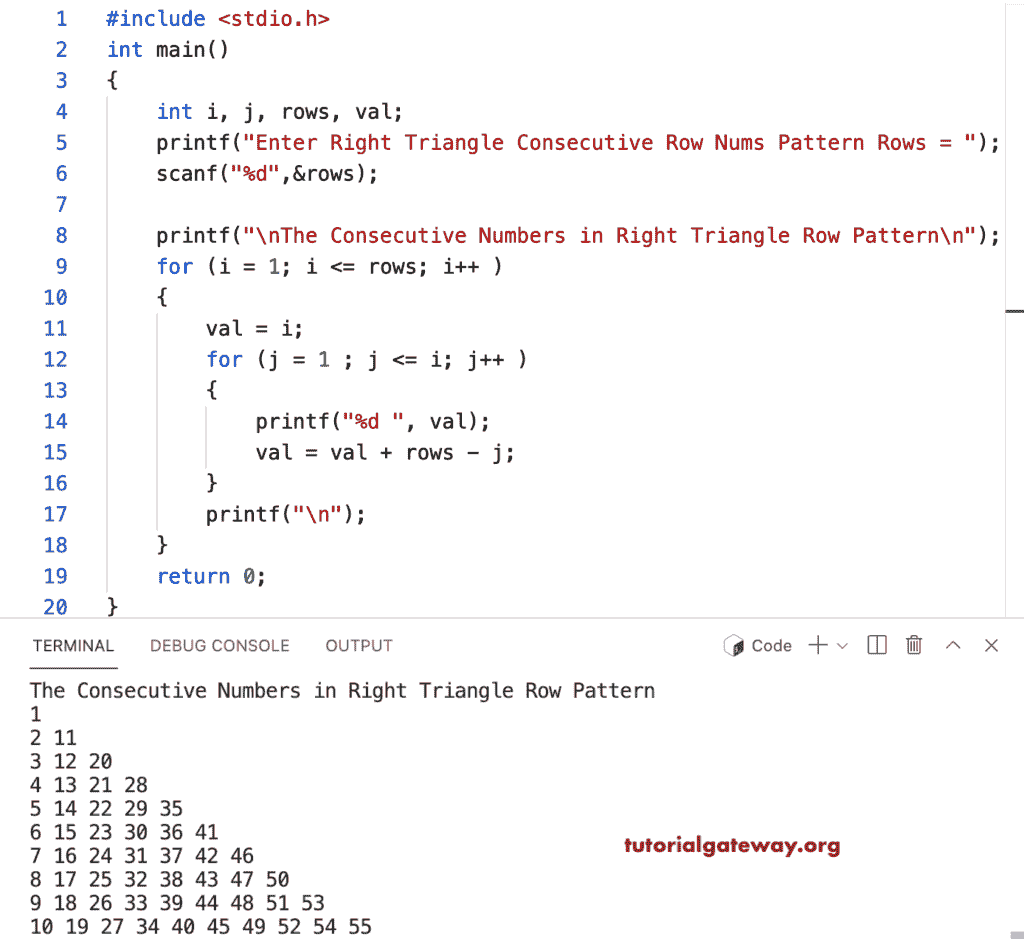 1 #include <stdio.h>
2 int main()
3 {
4 int i, j, rows, val;
5 printf("Enter Right Triangle Consecutive Row Nums Pattern Rows = ");
6 scanf("%d",&rows);
7
8 printf("\nThe Consecutive Numbers in Right Triangle Row Pattern\n");
9 for (i = 1; i <= rows; i++ )
10 {
11 val = i;
12 for (j = 1 ; j <= i; j++ )
13 {
14 printf("%d ", val);
15 val = val + rows - j;
16 }
17 printf("\n");
18 }
19 return 0;
20 }
TERMINAL DEBUG CONSOLE OUTPUT Code
The Consecutive Numbers in Right Triangle Row Pattern
1
2 11
3 12 20
4 13 21 28
5 14 22 29 35
6 15 23 30 36 41
7 16 24 31 37 42 46
8 17 25 32 38 43 47 50
9 18 26 33 39 44 48 51 53
10 19 27 34 40 45 49 52 54 55
tutorialgateway.org